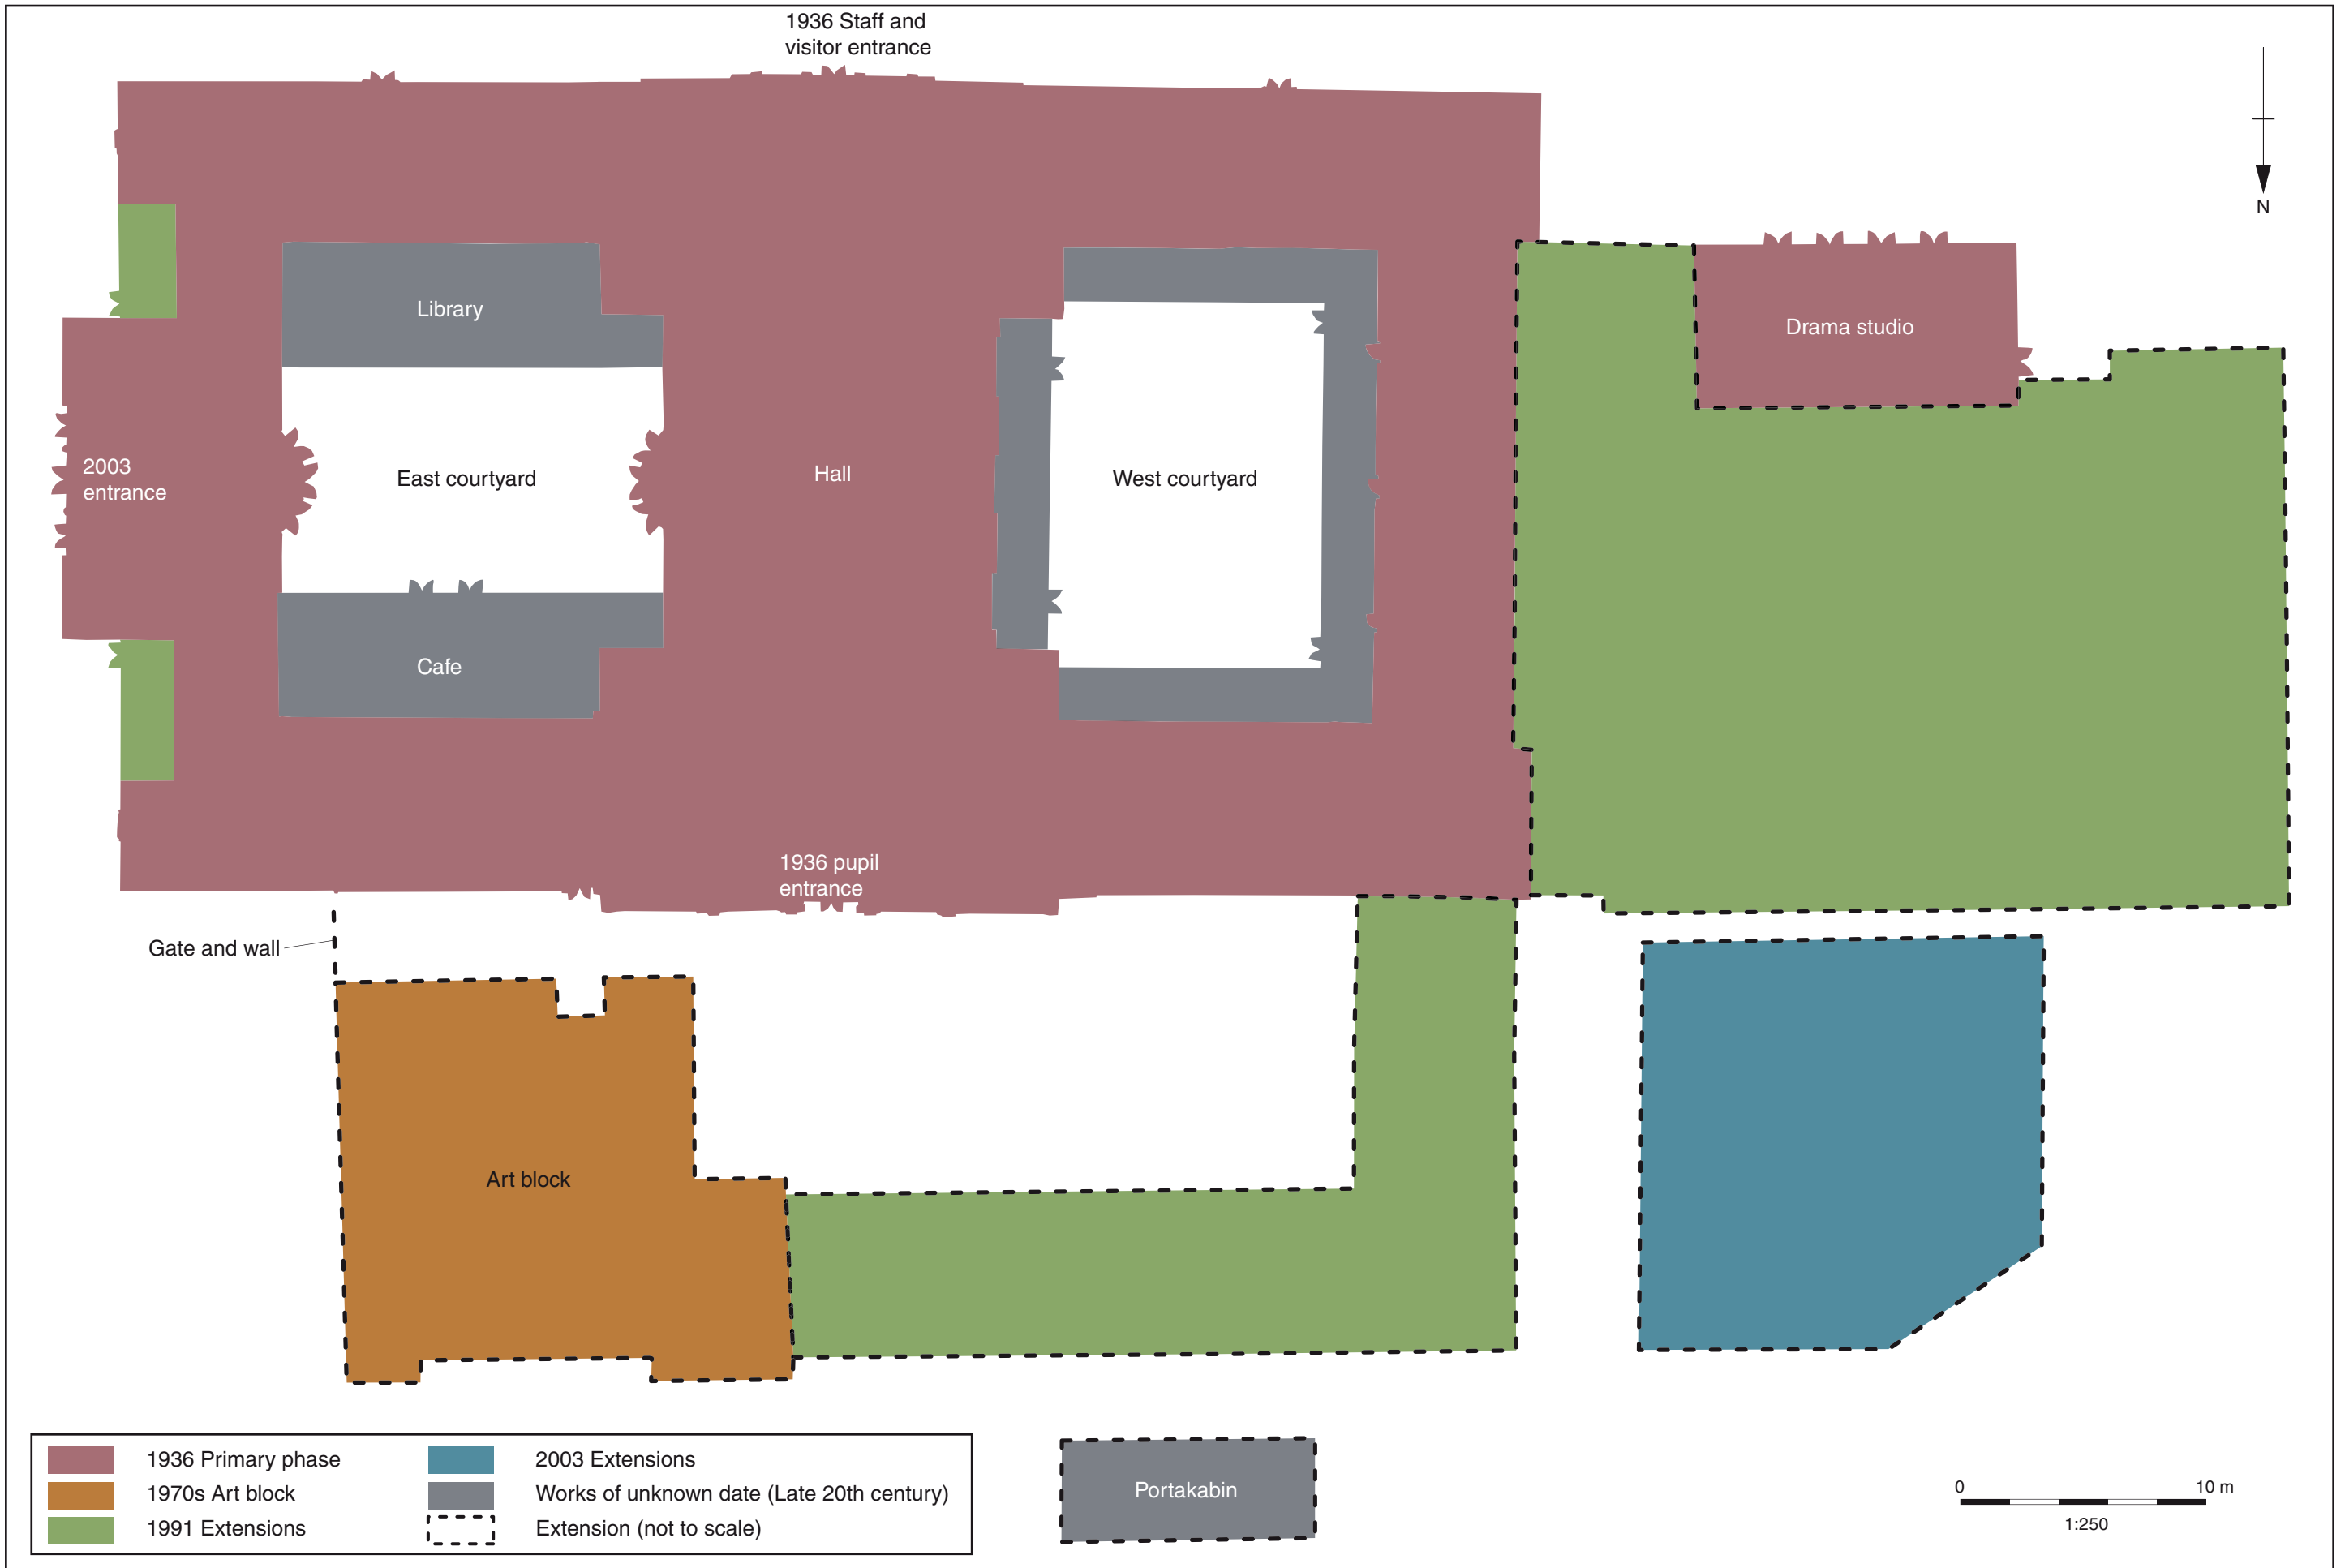 1936 Staff and
visitor entrance
N
Library
Drama studio
2003
entrance
East courtyard
Hall
West courtyard
Cafe
1936 pupil
entrance
Gate and wall
Art block
1936 Primary phase
1970s Art block
1991 Extensions
2003 Extensions
Works of unknown date (Late 20th century)
Extension (not to scale)
Portakabin
0 10 m
1:250